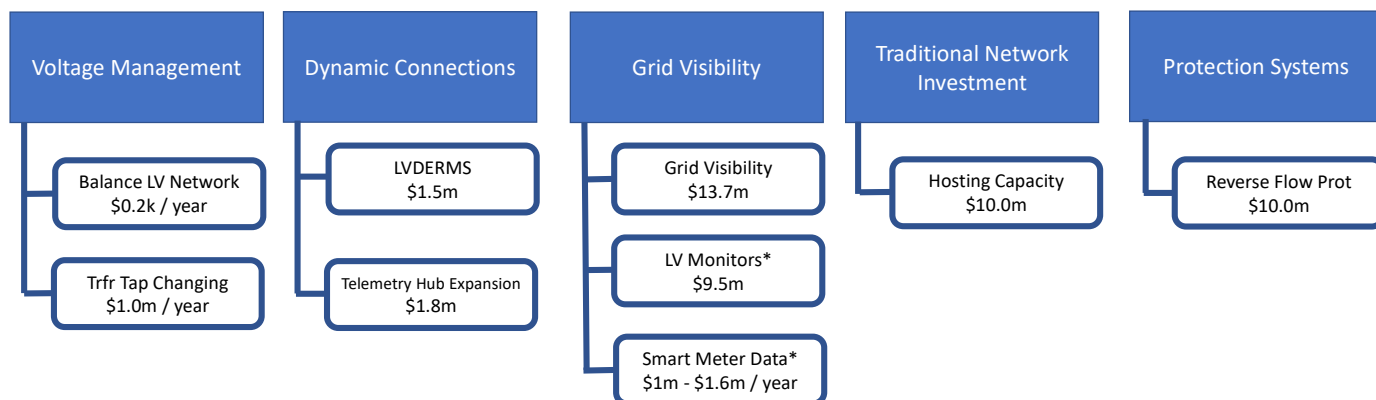 Voltage Management
Balance LV Network
$0.2k / year
Trfr Tap Changing
$1.0m / year
Dynamic Connections
LVDERMS
$1.5m
Telemetry Hub Expansion
$1.8m
Grid Visibility
Grid Visibility
$13.7m
LV Monitors*
$9.5m
Smart Meter Data*
$1m - $1.6m / year
Traditional Network
Investment
Hosting Capacity
$10.0m
Protection Systems
Reverse Flow Prot
$10.0m